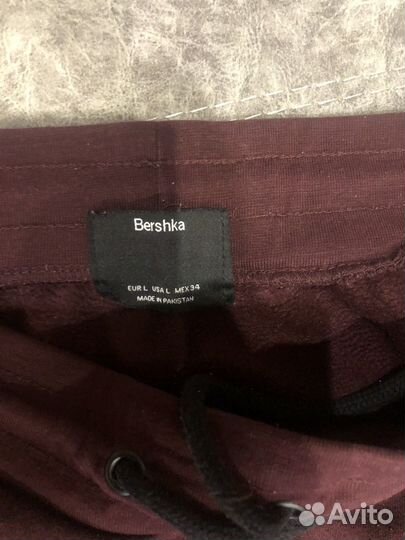 Bershka
EUR L USA L MEX 34
MADE IN PAKISTAN
Avito